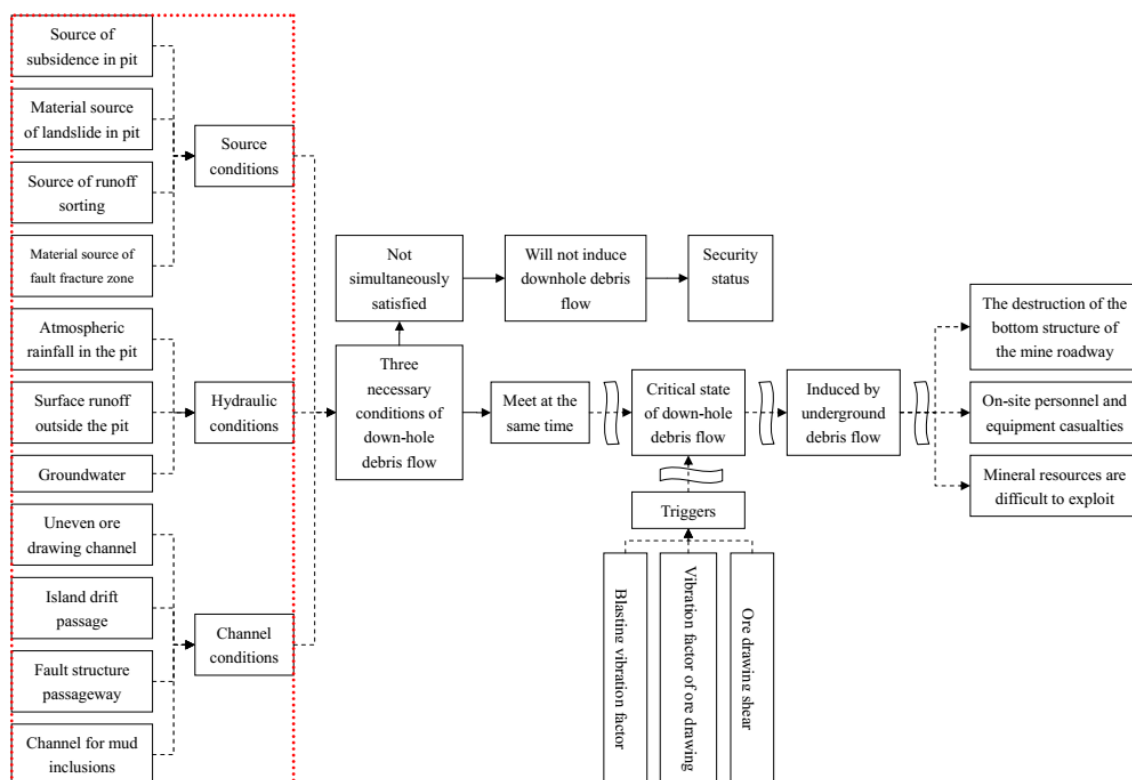 Source of
subsidence in pit
Material source
of landslide in pit
Source of runoff
sorting
Material source of
fault fracture zone
Atmospheric
rainfall in the pit
Surface runoff
outside the pit
Groundwater
Uneven ore
drawing channel
Island drift
passage
Fault structure
passageway
Channel for mud
inclusions
Source
conditions
Hydraulic
conditions
Channel
conditions
Not
simultaneously
satisfied
Will not induce
downhole debris
flow
Security
status
Three
necessary
conditions of
down-hole
debris flow
Meet at the
same time
Critical state
of down-hole
debris flow
Induced by
underground
debris flow
Triggers
Blasting vibration
factor
Vibration factor
of ore drawing
Ore drawing shear
The destruction of the
bottom structure of
the mine roadway
On-site personnel and
equipment casualties
Mineral resources are
difficult to exploit